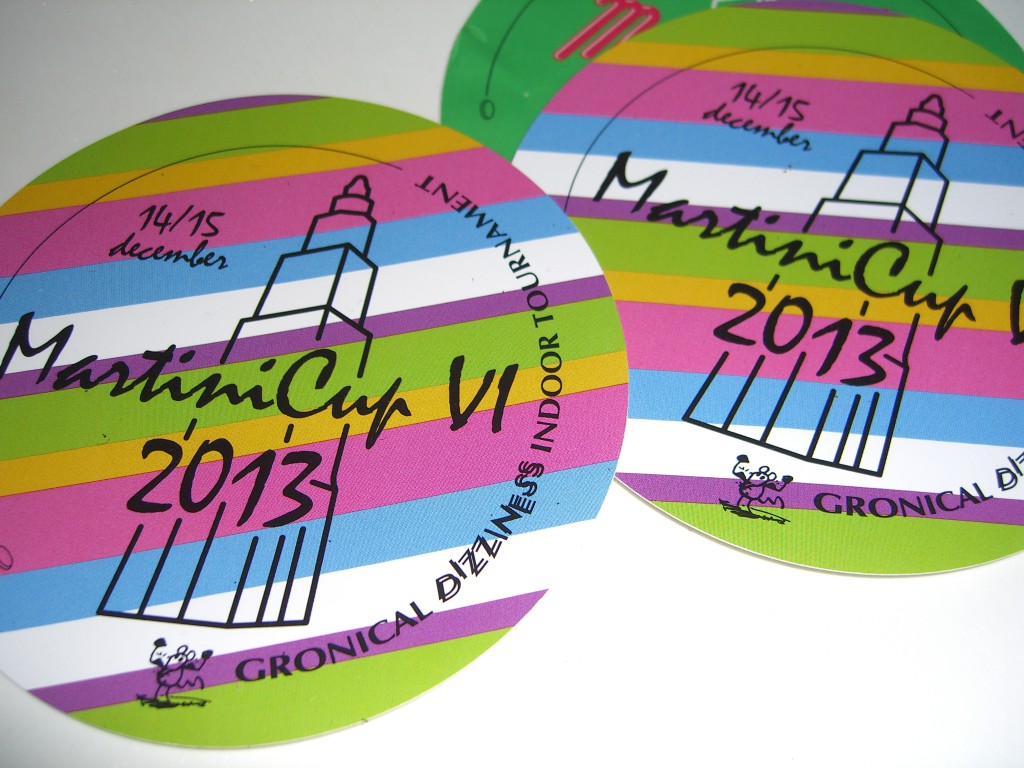 14/15
december
MartiniCup VI
2013
GRONICAL DIZZINESS INDOOR TOURNAMENT
14/15
december
MartiniCup
2013
GRONICAL
m